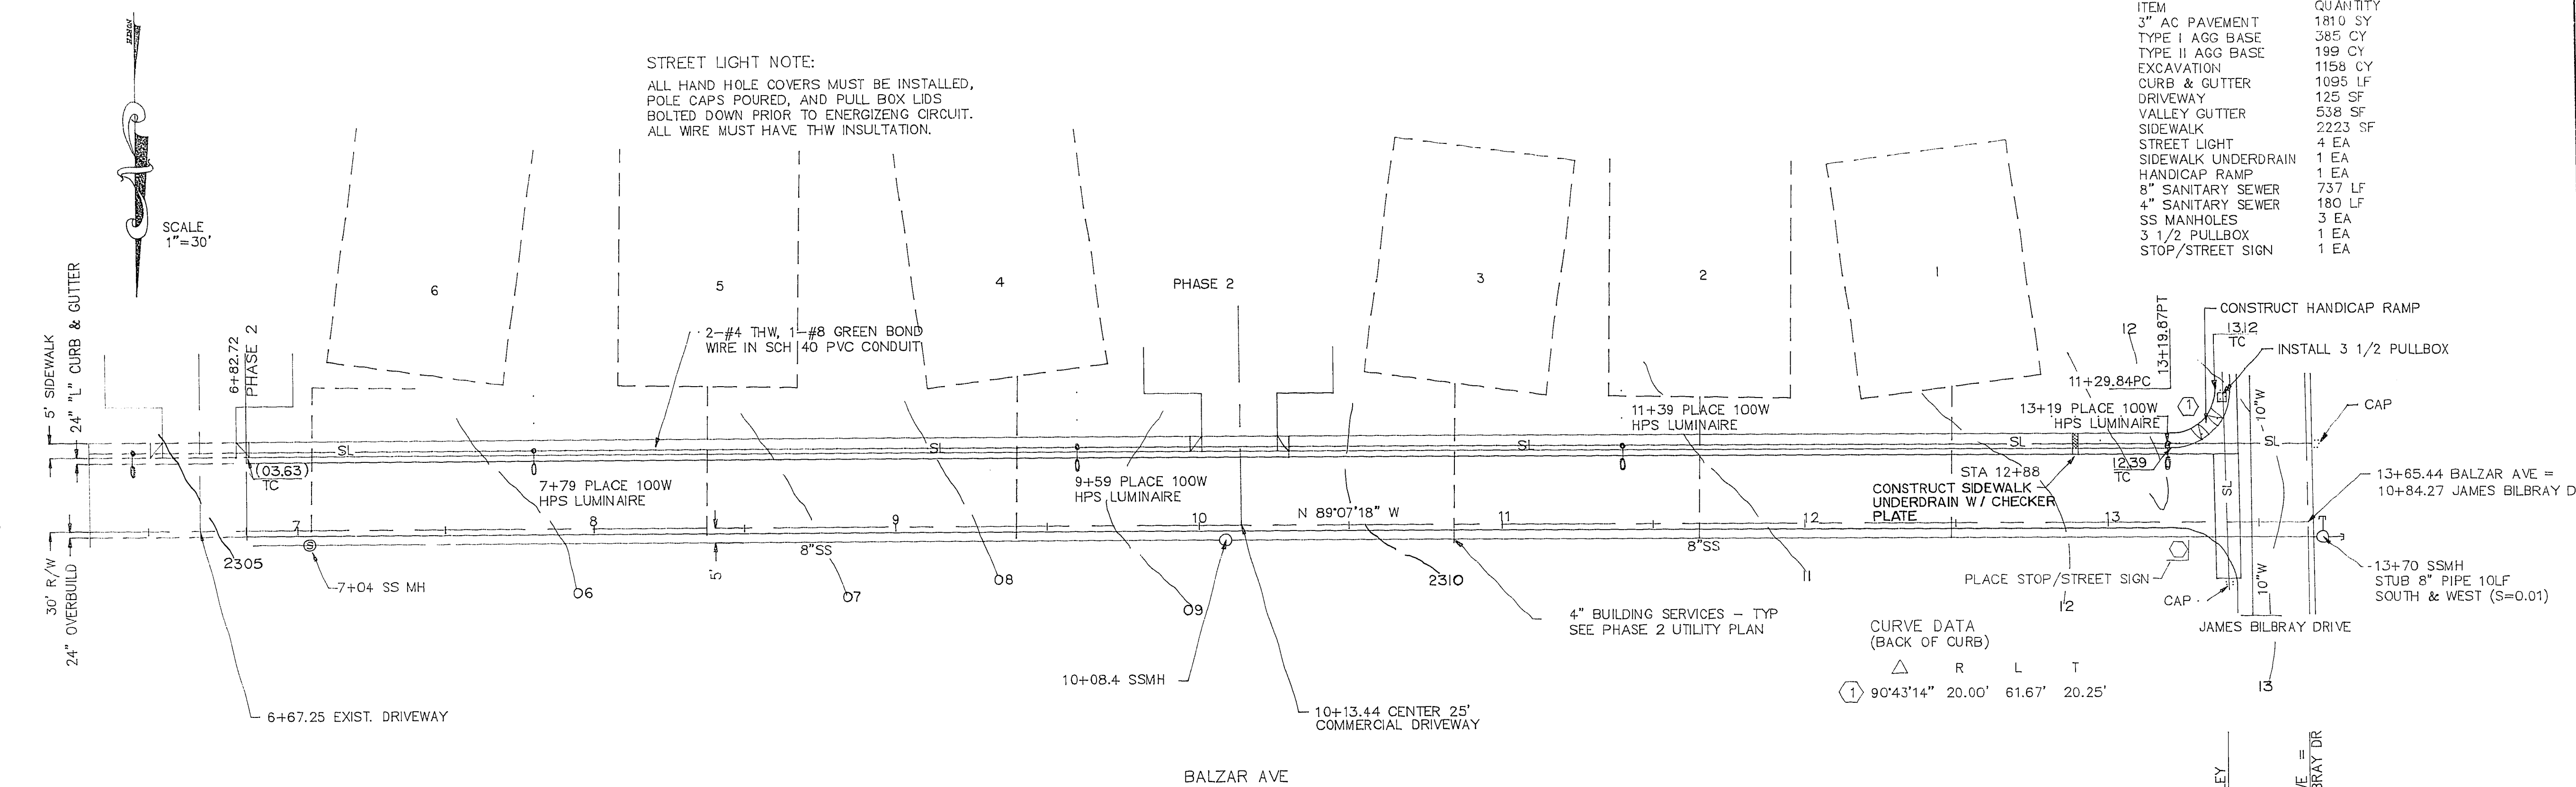 ITEM QUANTITY
3" AC PAVEMENT 1810 SY
TYPE I AGG BASE 385 CY
TYPE II AGG BASE 199 CY
EXCAVATION 1158 CY
CURB & GUTTER 1095 LF
DRIVEWAY 125 SF
VALLEY GUTTER 538 SF
SIDEWALK 2223 SF
STREET LIGHT 4 EA
SIDEWALK UNDERDRAIN 1 EA
HANDICAP RAMP 1 EA
8" SANITARY SEWER 737 LF
4" SANITARY SEWER 180 LF
SS MANHOLES 3 EA
3 1/2 PULLBOX 1 EA
STOP/STREET SIGN 1 EA
NORTH
SCALE
1"=30'
STREET LIGHT NOTE:
ALL HAND HOLE COVERS MUST BE INSTALLED,
POLE CAPS POURED, AND PULL BOX LIDS
BOLTED DOWN PRIOR TO ENERGIZENG CIRCUIT.
ALL WIRE MUST HAVE THW INSULTATION.
6
5
4
PHASE 2
3
2
1
5' SIDEWALK
24" "L" CURB & GUTTER
6+82.72
PHASE 2
2-#4 THW, 1-#8 GREEN BOND
WIRE IN SCH 40 PVC CONDUIT
12
13+19.87PT
CONSTRUCT HANDICAP RAMP
13.12
TC
INSTALL 3 1/2 PULLBOX
11+29.84PC
11+39 PLACE 100W
HPS LUMINAIRE
13+19 PLACE 100W
HPS LUMINAIRE
1
10"W
CAP
SL
SL
SL
SL
SL
SL
(03.63)
TC
7+79 PLACE 100W
HPS LUMINAIRE
9+59 PLACE 100W
HPS LUMINAIRE
12.39
TC
STA 12+88
CONSTRUCT SIDEWALK
UNDERDRAIN W/ CHECKER
PLATE
13+65.44 BALZAR AVE =
10+84.27 JAMES BILBRAY D
7
8
9
10
N 89°07'18" W
11
12
13
30' R/W
24" OVERBUILD
2305
S
7+04 SS MH
06
5'
8"SS
07
08
09
2310
8"SS
11
PLACE STOP/STREET SIGN
12
CAP
10"W
13+70 SSMH
STUB 8" PIPE 10LF
SOUTH & WEST (S=0.01)
4" BUILDING SERVICES - TYP
SEE PHASE 2 UTILITY PLAN
CURVE DATA
(BACK OF CURB)
△ R L T
1 90°43'14" 20.00' 61.67' 20.25'
JAMES BILBRAY DRIVE
13
10+08.4 SSMH
6+67.25 EXIST. DRIVEWAY
10+13.44 CENTER 25'
COMMERCIAL DRIVEWAY
BALZAR AVE
EY
VE =
BRAY DR